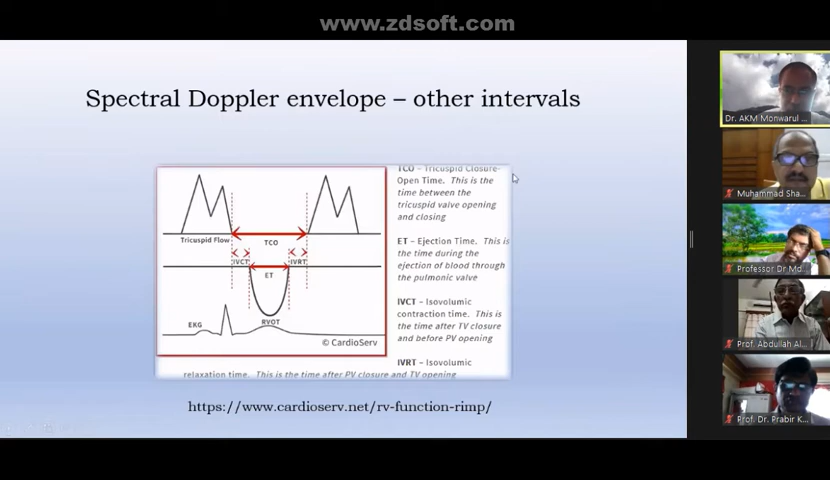 www.zdsoft.com
Spectral Doppler envelope – other intervals
TCO – Tricuspid Closure-
Open Time. This is the
time between the
tricuspid valve opening
and closing
ET – Ejection Time. This is
the time during the
ejection of blood through
the pulmonic valve
IVCT – Isovolumic
contraction time. This is
the time after TV closure
and before PV opening
IVRT – Isovolumic
relaxation time. This is the time after PV closure and TV opening
Tricuspid Flow
TCO
IVCT
IVRT
ET
EKG
RVOT
© CardioServ
https://www.cardioserv.net/rv-function-rimp/
Dr. AKM Monwarul ...
Muhammad Sha...
Professor Dr Md...
Prof. Abdullah Al...
Prof. Dr. Prabir K...